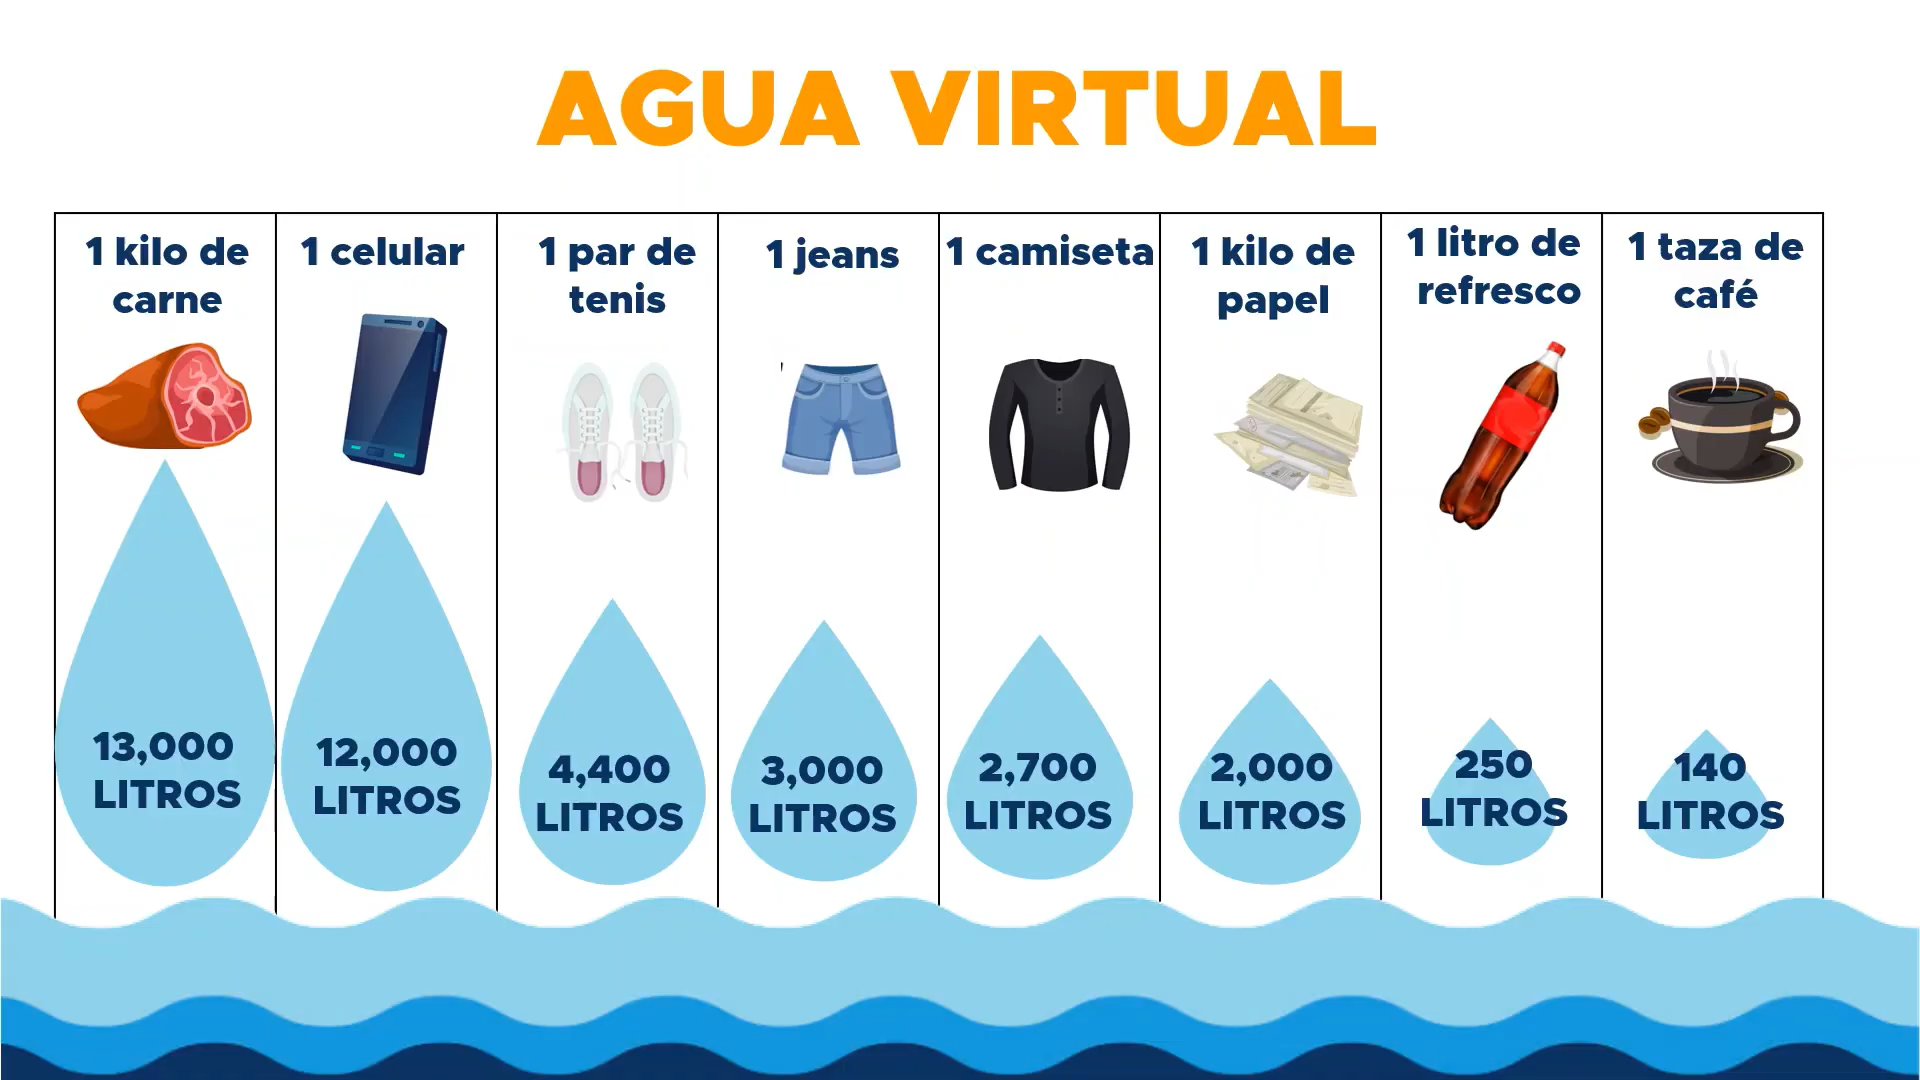 AGUA VIRTUAL
1 kilo de
carne
13,000
LITROS
1 celular
12,000
LITROS
1 par de
tenis
4,400
LITROS
1 jeans
3,000
LITROS
1 camiseta
2,700
LITROS
1 kilo de
papel
2,000
LITROS
1 litro de
refresco
250
LITROS
1 taza de
café
140
LITROS